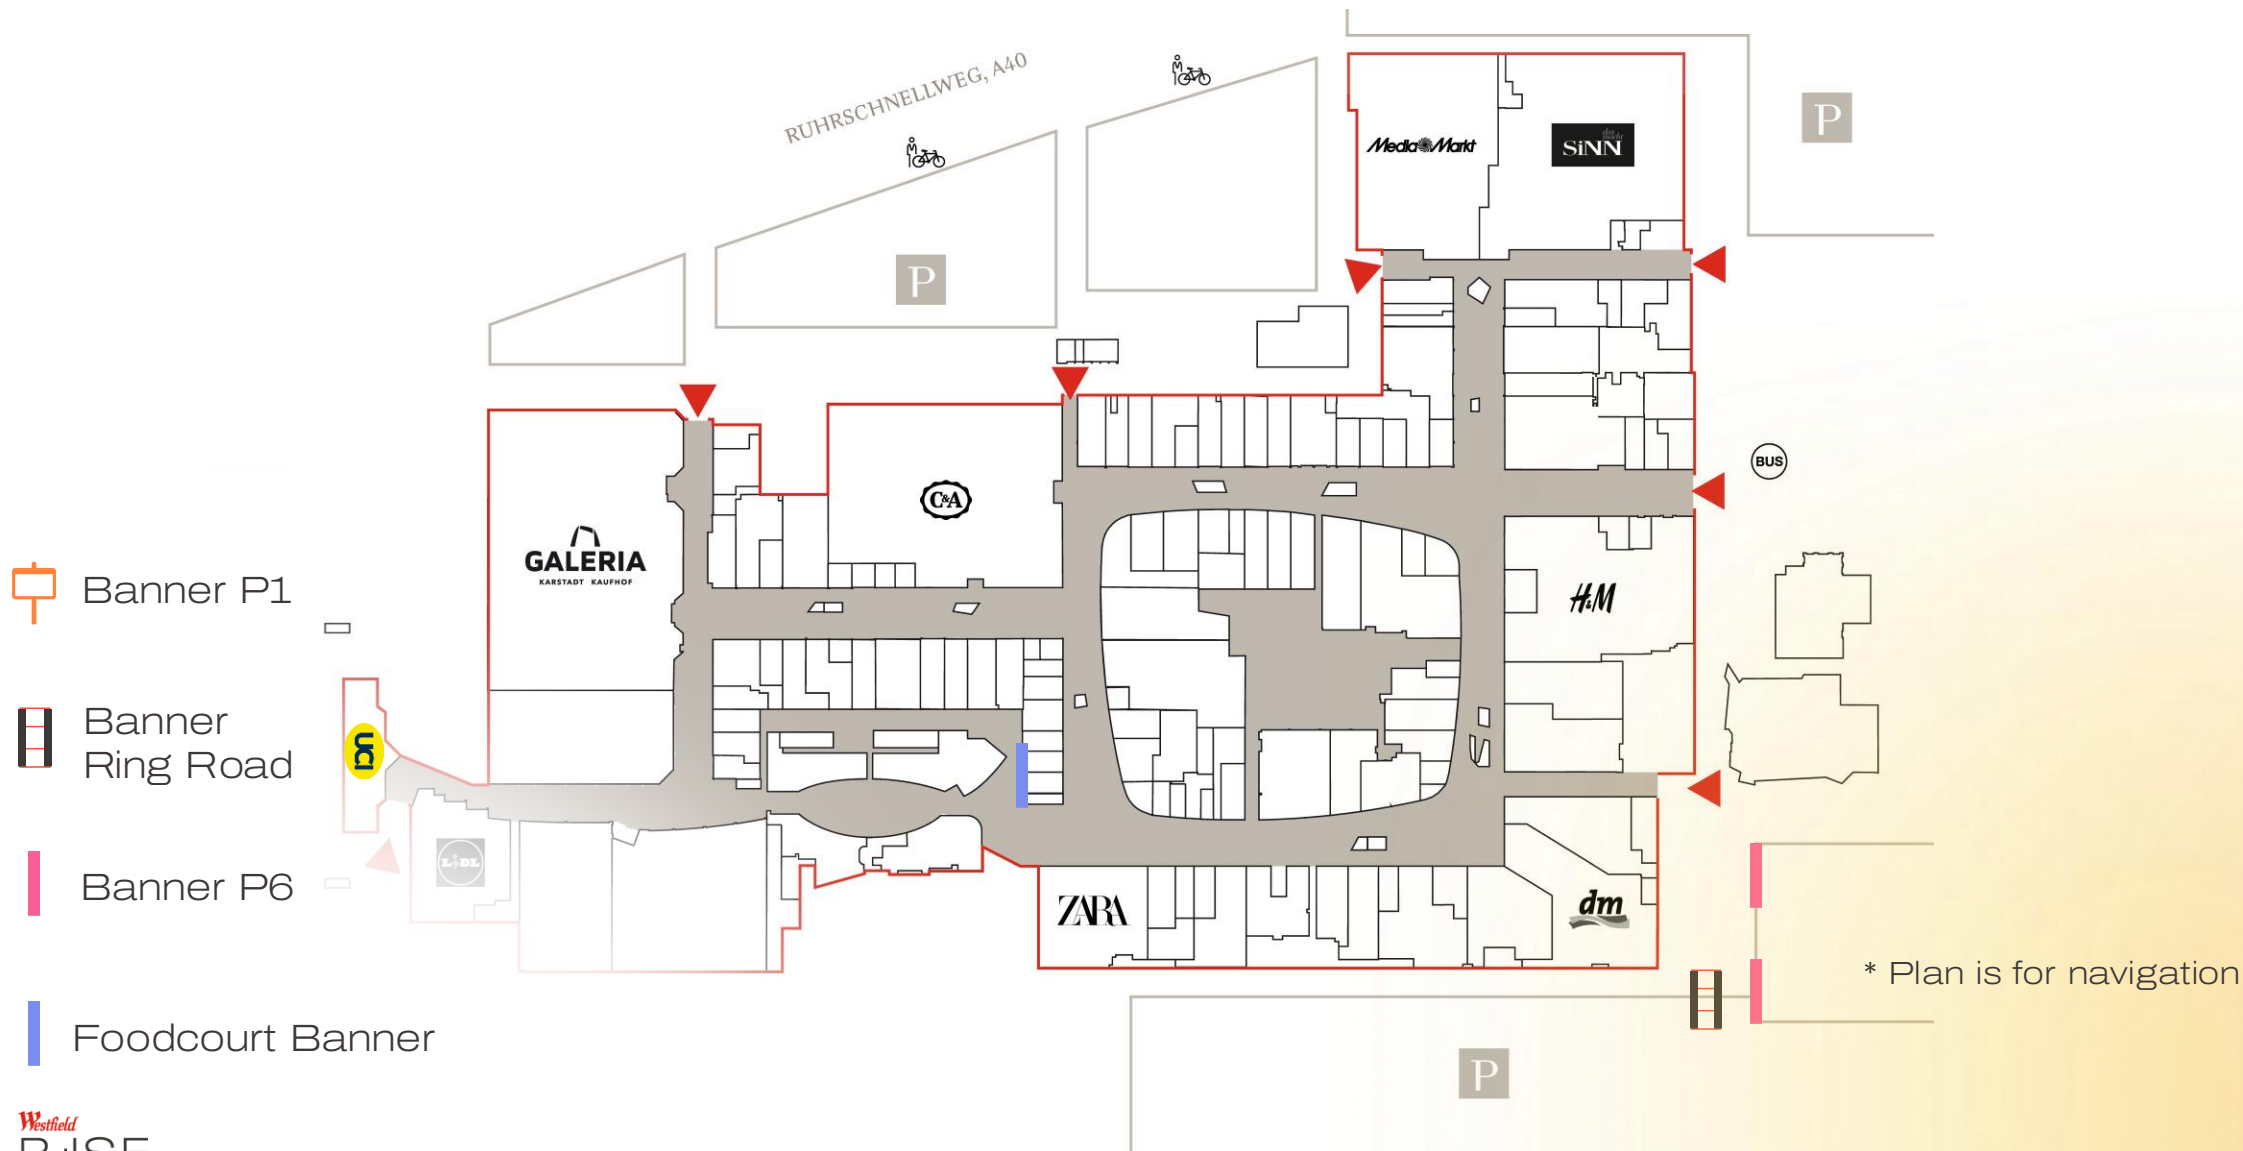 RUHRSCHNELLWEG, A40
P
MediaMarkt
SiNN
P
C&A
BUS
GALERIA
KARSTADT KAUFHOF
Banner P1
H&M
Banner
Ring Road
UCI
LIDL
Banner P6
ZARA
dm
* Plan is for navigation
Foodcourt Banner
P
Westfield